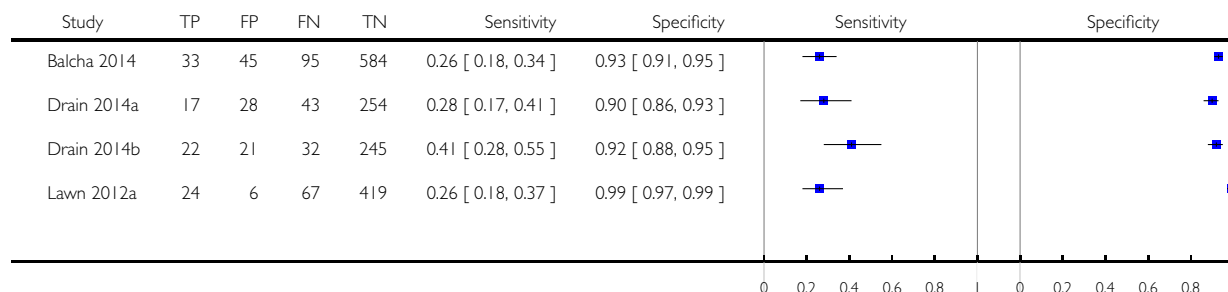 Study TP FP FN TN Sensitivity Specificity Sensitivity Specificity
Balcha 2014 33 45 95 584 0.26 [ 0.18, 0.34 ] 0.93 [ 0.91, 0.95 ]
Drain 2014a 17 28 43 254 0.28 [ 0.17, 0.41 ] 0.90 [ 0.86, 0.93 ]
Drain 2014b 22 21 32 245 0.41 [ 0.28, 0.55 ] 0.92 [ 0.88, 0.95 ]
Lawn 2012a 24 6 67 419 0.26 [ 0.18, 0.37 ] 0.99 [ 0.97, 0.99 ]
0 0.2 0.4 0.6 0.8 1 0 0.2 0.4 0.6 0.8